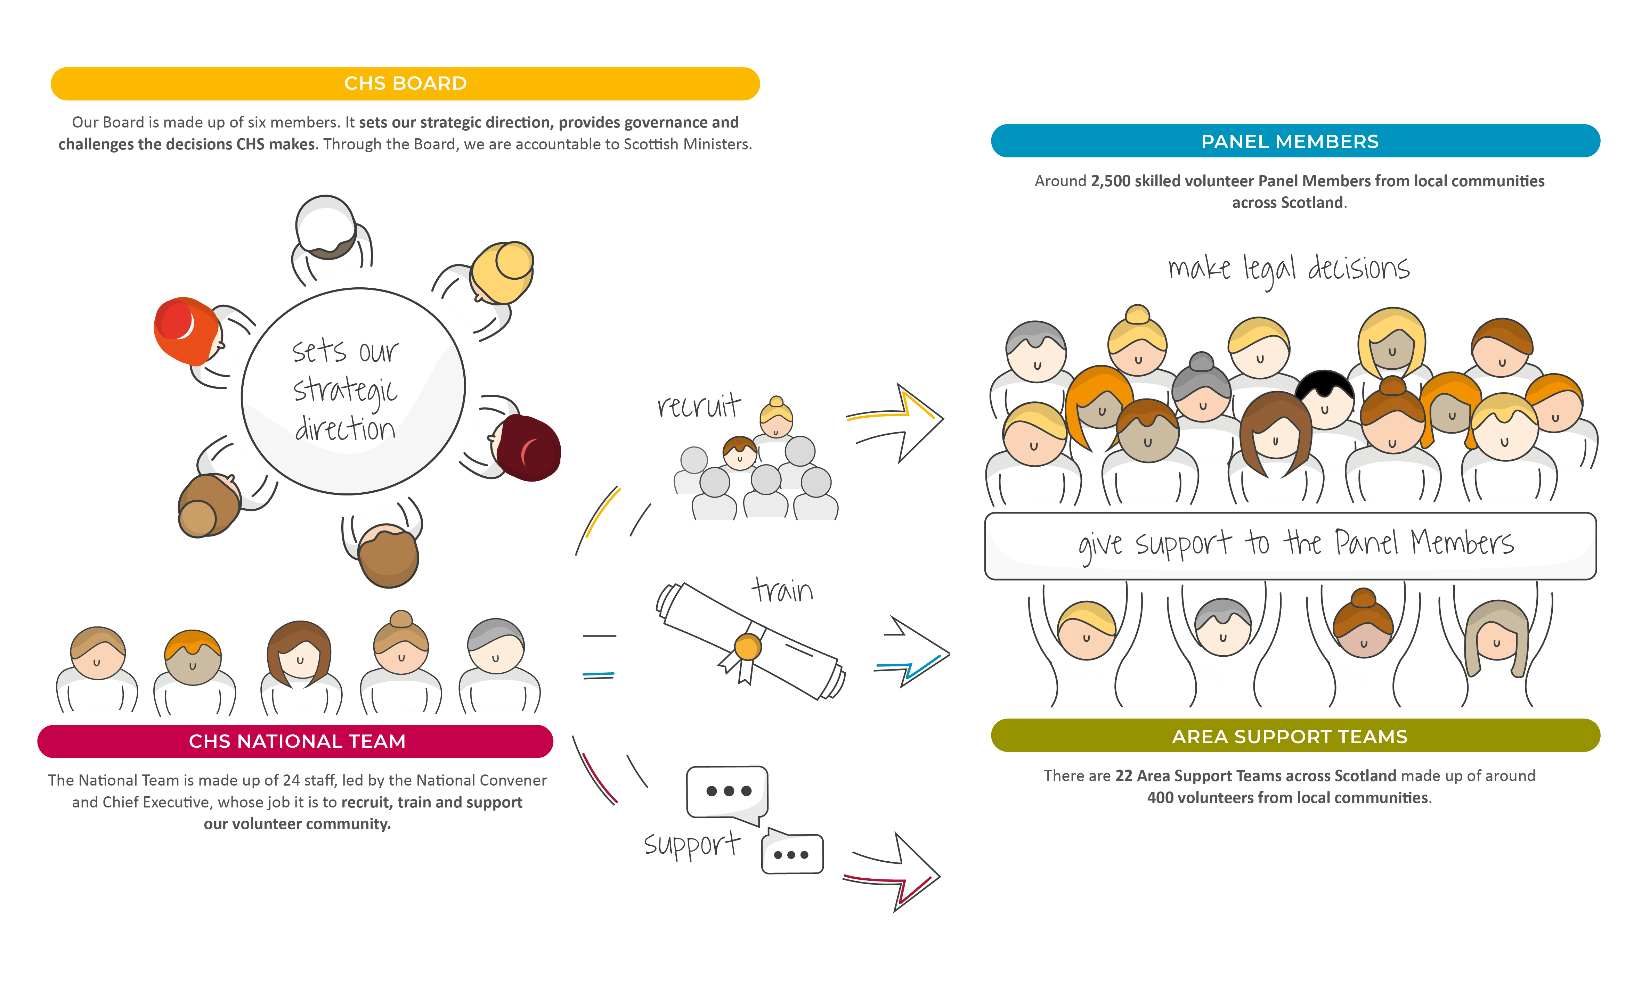 CHS BOARD
Our Board is made up of six members. It sets our strategic direction, provides governance and
challenges the decisions CHS makes. Through the Board, we are accountable to Scottish Ministers.
sets our
strategic
direction
CHS NATIONAL TEAM
The National Team is made up of 24 staff, led by the National Convener
and Chief Executive, whose job it is to recruit, train and support
our volunteer community.
recruit
train
support
PANEL MEMBERS
Around 2,500 skilled volunteer Panel Members from local communities
across Scotland.
make legal decisions
give support to the Panel Members
AREA SUPPORT TEAMS
There are 22 Area Support Teams across Scotland made up of around
400 volunteers from local communities.